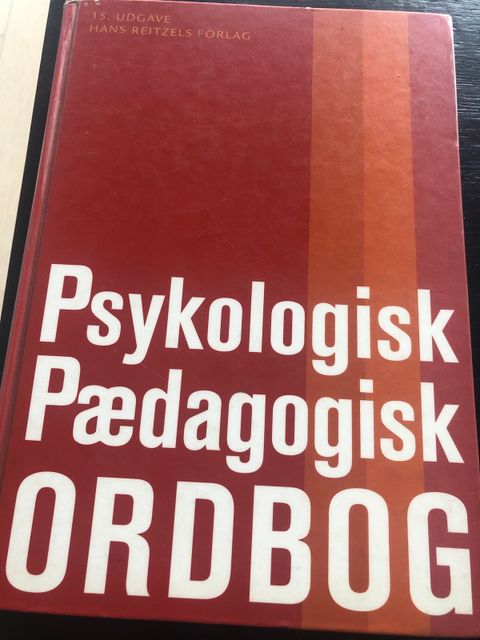 15. UDGAVE
HANS REITZELS FORLAG
Psykologisk
Pædagogisk
ORDBOG